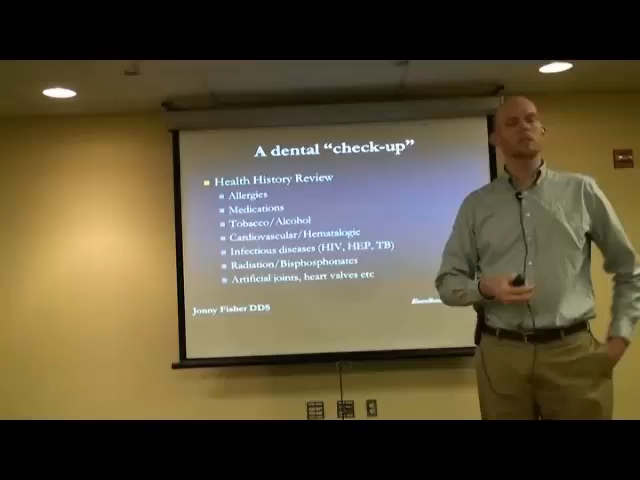 A dental “check-up”
Health History Review
Allergies
Medications
Tobacco/Alcohol
Cardiovascular/Hematalogic
Infectious diseases (HIV, HEP, TB)
Radiation/Bisphosphonates
Artificial joints, heart valves etc
Jonny Fisher DDS